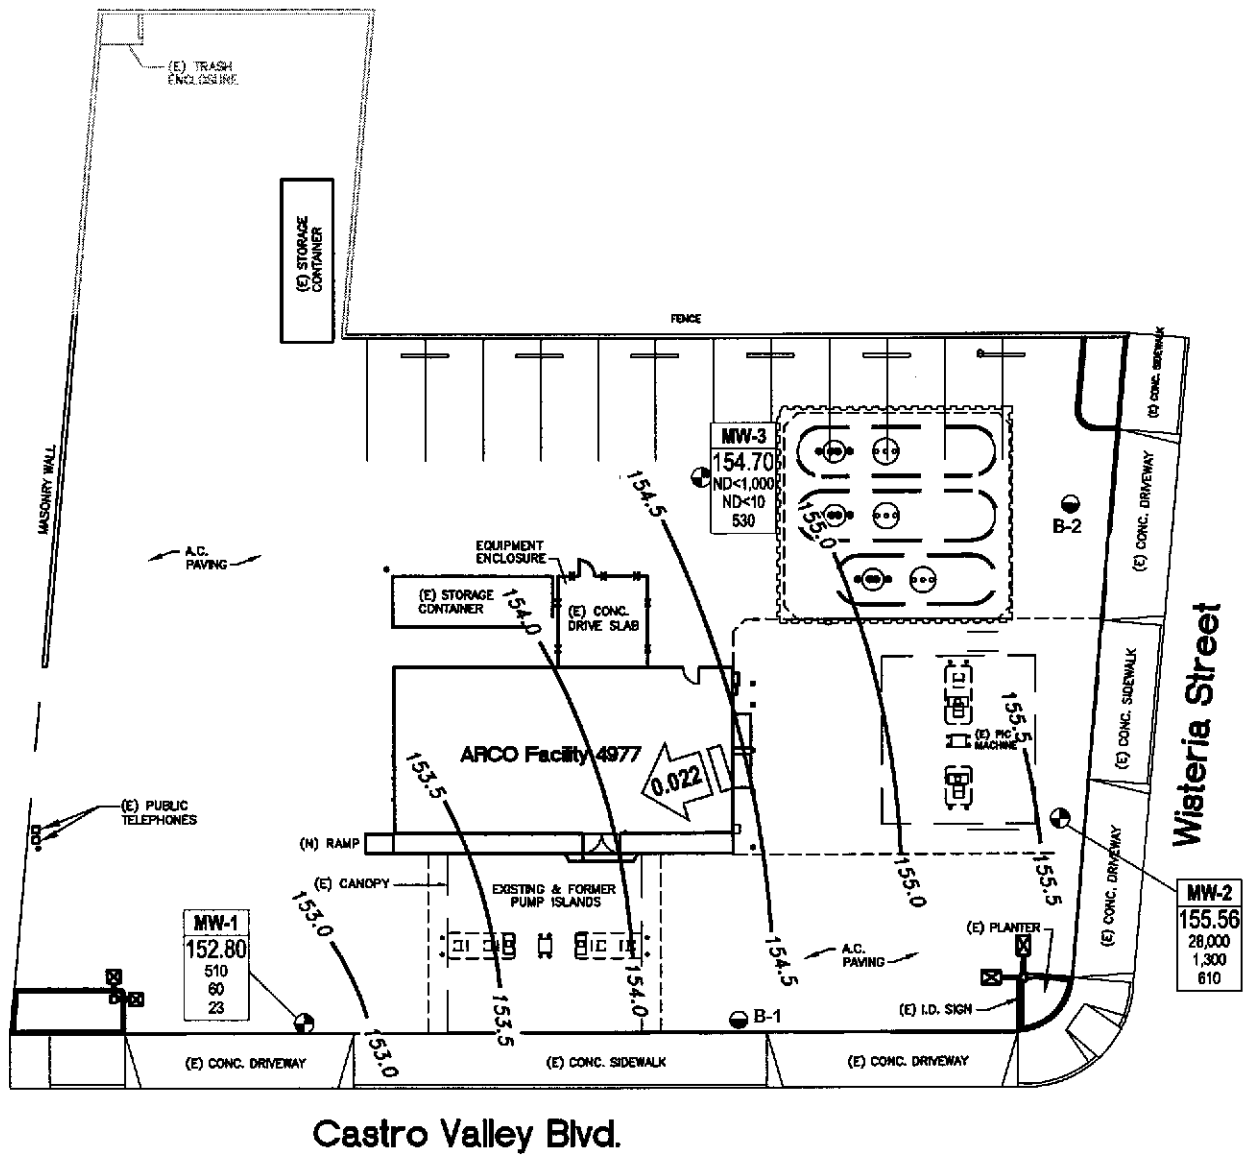 (E) TRASH
ENCLOSURE
(E) STORAGE
CONTAINER
FENCE
(E) CONC. SIDEWALK
MASONRY WALL
MW-3
154.70
ND<1,000
ND<10
530
154.5
155.0
B-2
(E) CONC. DRIVEWAY
A.C.
PAVING
EQUIPMENT
ENCLOSURE
(E) STORAGE
CONTAINER
154.0
(E) CONC.
DRIVE SLAB
Wisteria Street
(E) CONC. SIDEWALK
155.5
(E) PIC
MACHINE
ARCO Facility 4977
153.5
0.022
(E) PUBLIC
TELEPHONES
(N) RAMP
(E) CANOPY
EXISTING & FORMER
PUMP ISLANDS
155.0
155.5
(E) CONC. DRIVEWAY
MW-2
155.56
28,000
1,300
610
153.0
MW-1
152.80
510
60
23
(E) PLANTER
A.C.
PAVING
154.5
154.0
153.5
153.0
B-1
(E) I.D. SIGN
(E) CONC. DRIVEWAY
(E) CONC. SIDEWALK
(E) CONC. DRIVEWAY
Castro Valley Blvd.